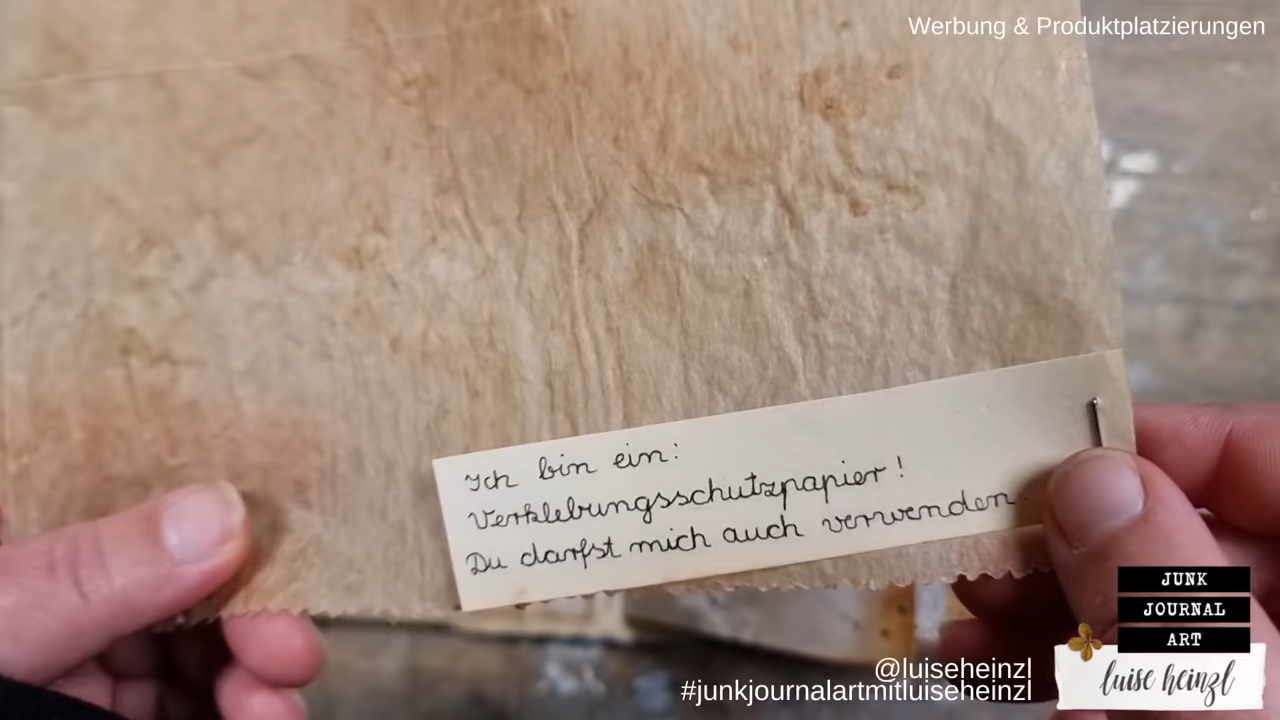 Werbung & Produktplatzierungen
Ich bin ein:
Verklebungsschutzpapier!
Du darfst mich auch verwenden.
JUNK
JOURNAL
ART
luise heinzl
@luiseheinzl
#junkjournalartmitluiseheinzl